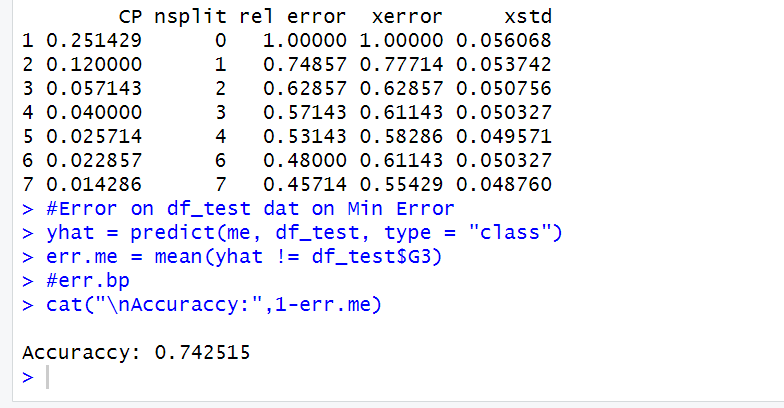 CP nsplit rel error xerror xstd
1 0.251429 0 1.00000 1.00000 0.056068
2 0.120000 1 0.74857 0.77714 0.053742
3 0.057143 2 0.62857 0.62857 0.050756
4 0.040000 3 0.57143 0.61143 0.050327
5 0.025714 4 0.53143 0.58286 0.049571
6 0.022857 6 0.48000 0.61143 0.050327
7 0.014286 7 0.45714 0.55429 0.048760
> #Error on df_test dat on Min Error
> yhat = predict(me, df_test, type = "class")
> err.me = mean(yhat != df_test$G3)
> #err.bp
> cat("\nAccuraccy:",1-err.me)
Accuraccy: 0.742515
>